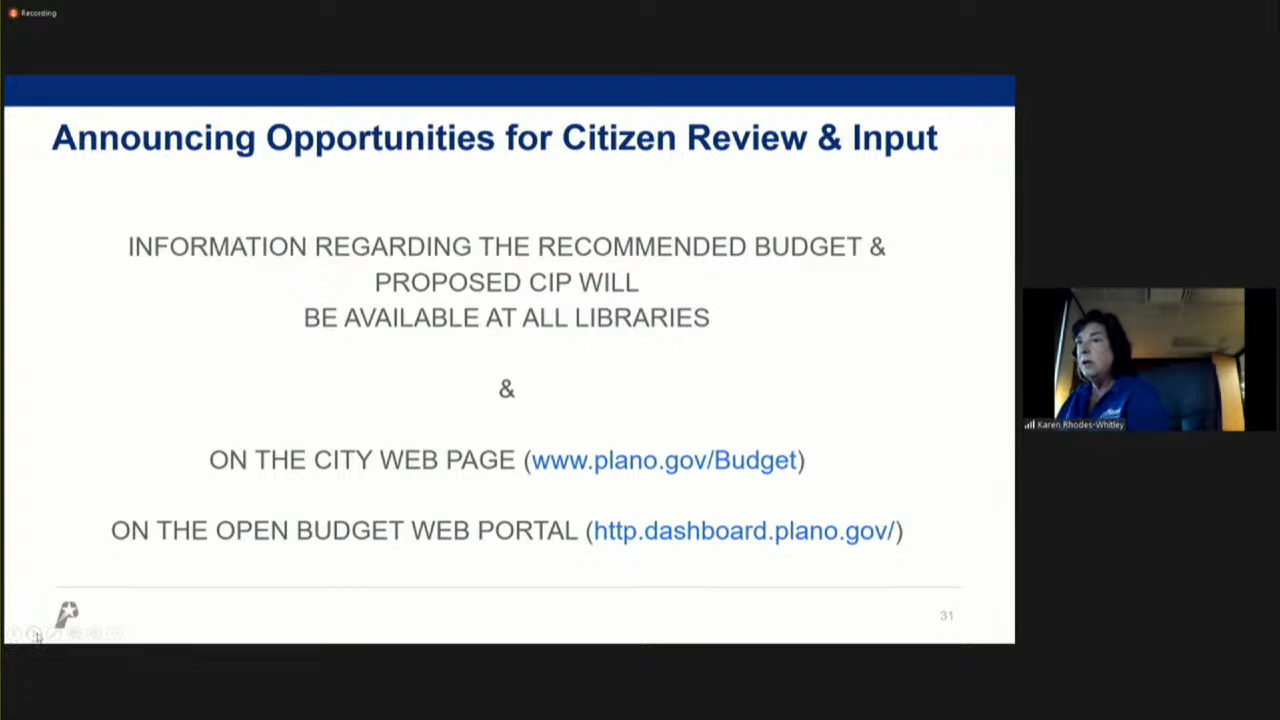 Recording
Announcing Opportunities for Citizen Review & Input
INFORMATION REGARDING THE RECOMMENDED BUDGET &
PROPOSED CIP WILL
BE AVAILABLE AT ALL LIBRARIES
&
ON THE CITY WEB PAGE (www.plano.gov/Budget)
ON THE OPEN BUDGET WEB PORTAL (http.dashboard.plano.gov/)
31
Karen Rhodes-Whitley